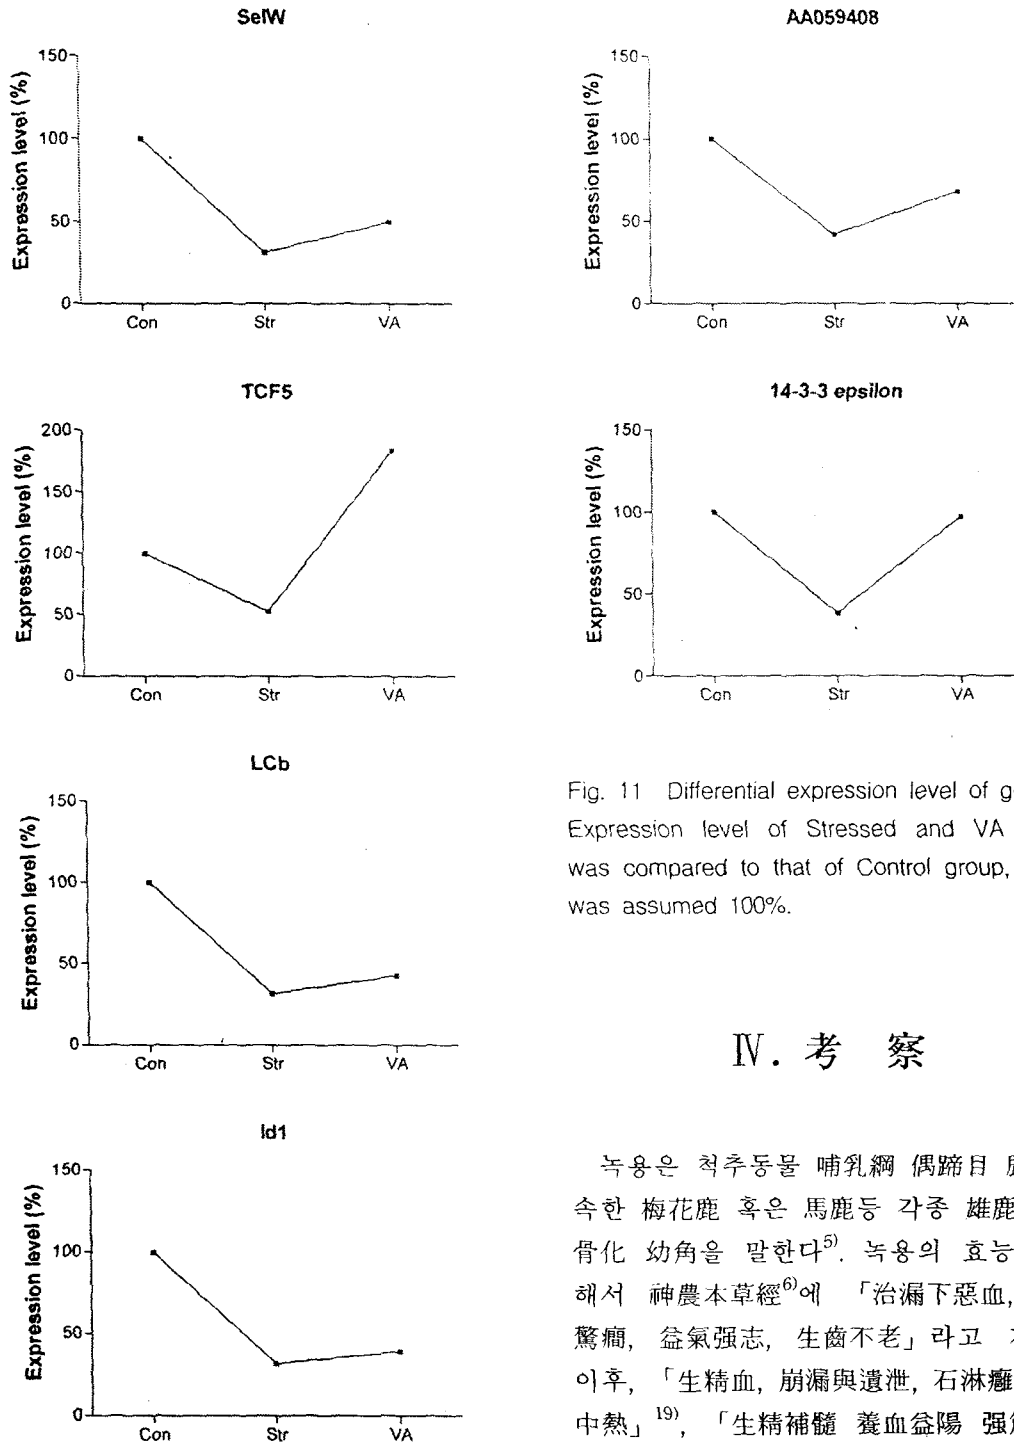 SelW
Expression level (%)
150
100
50
0
Con Str VA
TCF5
Expression level (%)
200
150
100
50
0
Con Str VA
LCb
Expression level (%)
150
100
50
0
Con Str VA
Id1
Expression level (%)
150
100
50
0
Con Str VA
AA059408
Expression level (%)
150
100
50
0
Con Str VA
14-3-3 epsilon
Expression level (%)
150
100
50
0
Con Str VA
Fig. 11 Differential expression level of
Expression level of Stressed and VA
was compared to that of Control group,
was assumed 100%.
Ⅳ. 考 察
녹용은 척추동물 哺乳綱 偶蹄目
속한 梅花鹿 혹은 馬鹿등 각종 雄鹿
骨化 幼角을 말한다5). 녹용의 효능
해서 神農本草經6)에 「治漏下惡血,
驚癎, 益氣强志, 生齒不老」라고
이후, 「生精血, 崩漏與遺泄, 石淋癰
中熱」19), 「生精補髓 養血益陽